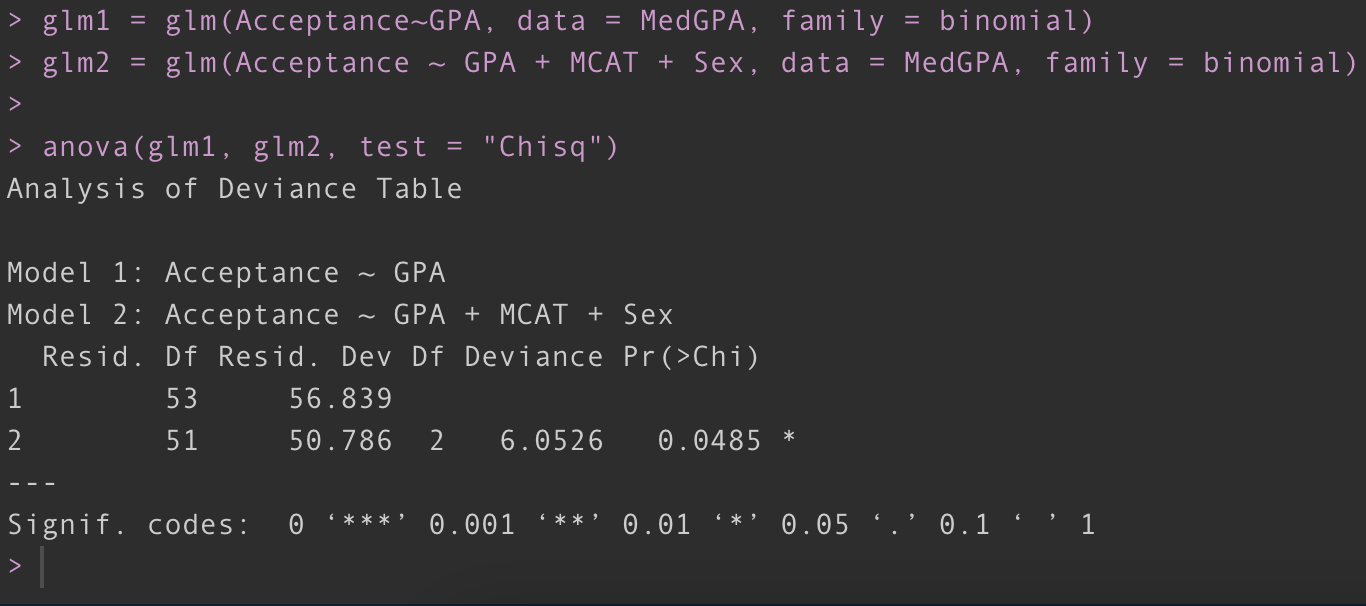 > glm1 = glm(Acceptance~GPA, data = MedGPA, family = binomial)
> glm2 = glm(Acceptance ~ GPA + MCAT + Sex, data = MedGPA, family = binomial)
>
> anova(glm1, glm2, test = "Chisq")
Analysis of Deviance Table

Model 1: Acceptance ~ GPA
Model 2: Acceptance ~ GPA + MCAT + Sex
  Resid. Df Resid. Dev Df Deviance Pr(>Chi)
1        53     56.839
2        51     50.786  2   6.0526   0.0485 *
---
Signif. codes:  0 ‘***’ 0.001 ‘**’ 0.01 ‘*’ 0.05 ‘.’ 0.1 ‘ ’ 1
>